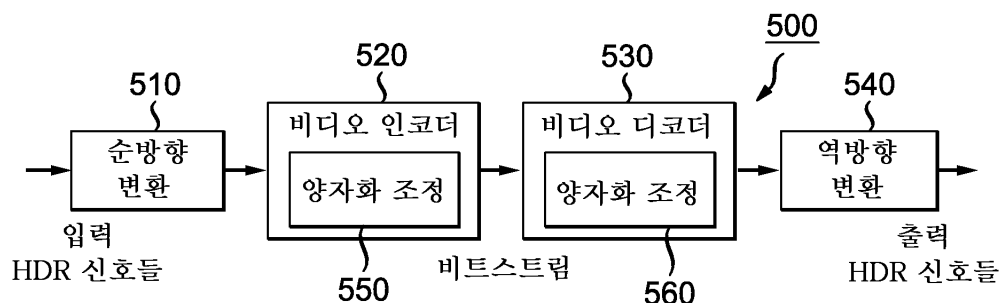 500
510
순방향
변환
입력
HDR 신호들
520
비디오 인코더
양자화 조정
550
비트스트림
530
비디오 디코더
양자화 조정
560
540
역방향
변환
출력
HDR 신호들